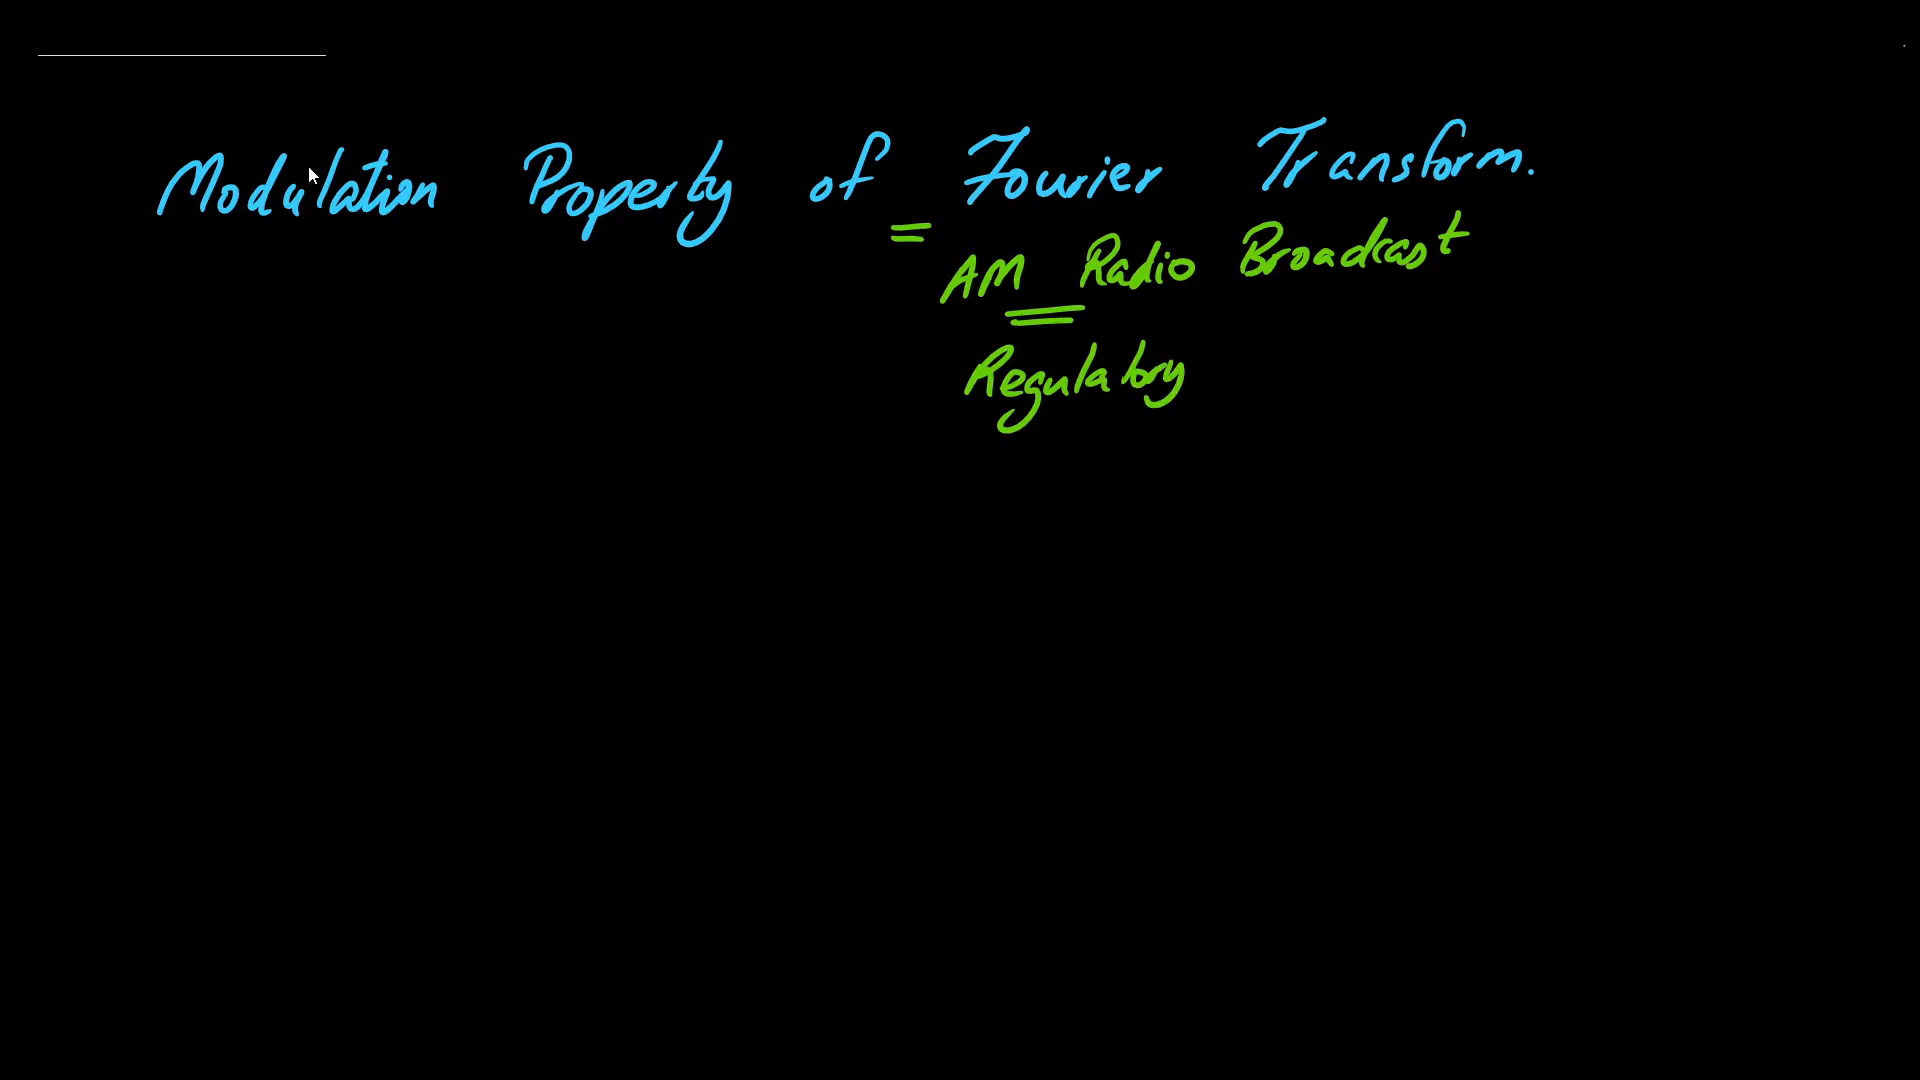 Modulation Property of Fourier Transform.
= AM Radio Broadcast
Regulatory